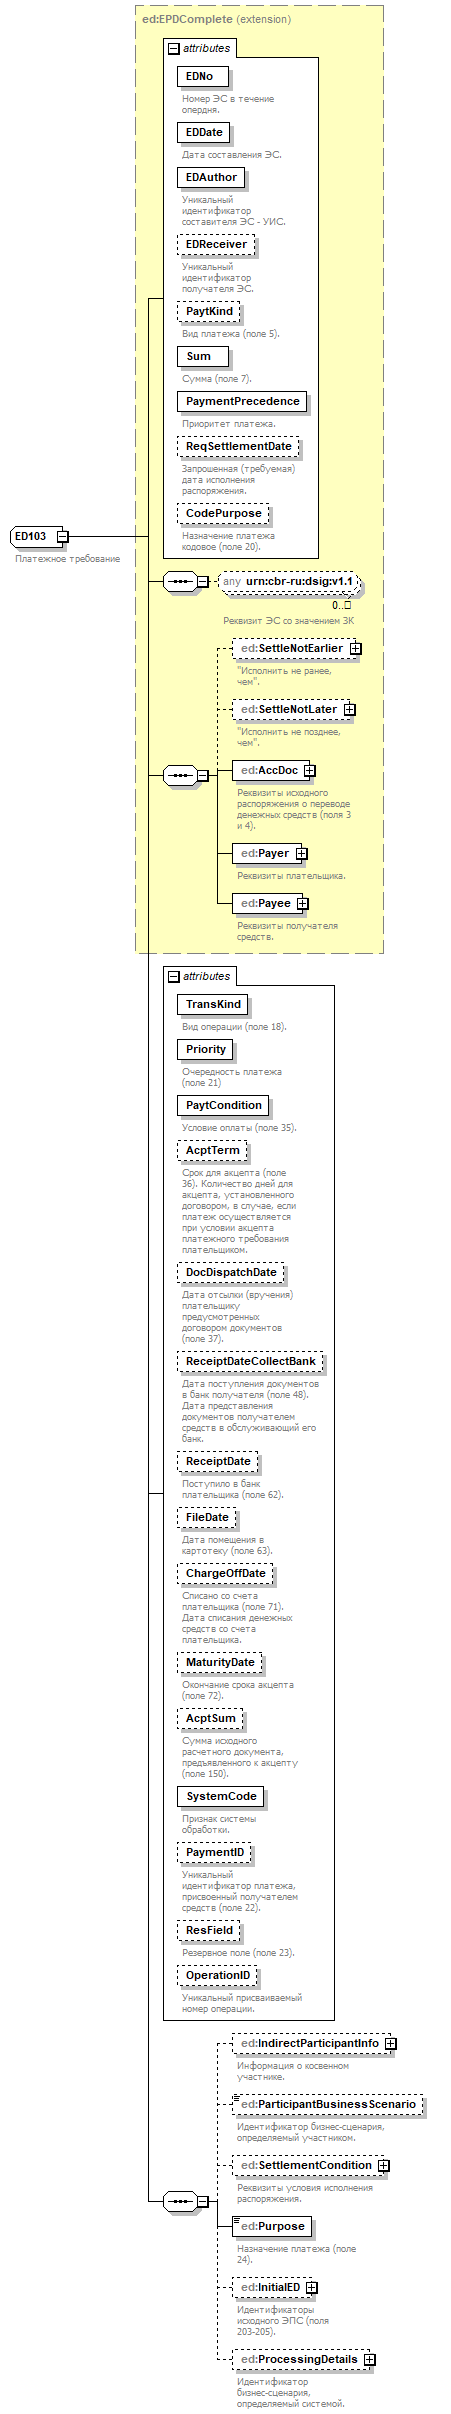 ed:EPDComplete (extension)
attributes
EDNo
Номер ЭС в течение
опердня.
EDDate
Дата составления ЭС.
EDAuthor
Уникальный
идентификатор
составителя ЭС - УИС.
EDReceiver
Уникальный
идентификатор
получателя ЭС.
PaytKind
Вид платежа (поле 5).
Sum
Сумма (поле 7).
PaymentPrecedence
Приоритет платежа.
ReqSettlementDate
Запрошенная (требуемая)
дата исполнения
распоряжения.
CodePurpose
Назначение платежа
кодовое (поле 20).
ED103
Платежное требование
any urn:cbr-ru:dsig:v1.1
0..□
Реквизит ЭС со значением ЗК
ed:SettleNotEarlier
"Исполнить не ранее,
чем".
ed:SettleNotLater
"Исполнить не позднее,
чем".
ed:AccDoc
Реквизиты исходного
распоряжения о переводе
денежных средств (поля 3
и 4).
ed:Payer
Реквизиты плательщика.
ed:Payee
Реквизиты получателя
средств.
attributes
TransKind
Вид операции (поле 18).
Priority
Очередность платежа
(поле 21)
PaytCondition
Условие оплаты (поле 35).
AcptTerm
Срок для акцепта (поле
36). Количество дней для
акцепта, установленного
договором, в случае, если
платеж осуществляется
при условии акцепта
платежного требования
плательщиком.
DocDispatchDate
Дата отсылки (вручения)
плательщику
предусмотренных
договором документов
(поле 37).
ReceiptDateCollectBank
Дата поступления документов
в банк получателя (поле 48).
Дата представления
документов получателем
средств в обслуживающий его
банк.
ReceiptDate
Поступило в банк
плательщика (поле 62).
FileDate
Дата помещения в
картотеку (поле 63).
ChargeOffDate
Списано со счета
плательщика (поле 71).
Дата списания денежных
средств со счета
плательщика.
MaturityDate
Окончание срока акцепта
(поле 72).
AcptSum
Сумма исходного
расчетного документа,
предъявленного к акцепту
(поле 150).
SystemCode
Признак системы
обработки.
PaymentID
Уникальный
идентификатор платежа,
присвоенный получателем
средств (поле 22).
ResField
Резервное поле (поле 23).
OperationID
Уникальный присваиваемый
номер операции.
ed:IndirectParticipantInfo
Информация о косвенном
участнике.
ed:ParticipantBusinessScenario
Идентификатор бизнес-сценария,
определяемый участником.
ed:SettlementCondition
Реквизиты условия исполнения
распоряжения.
ed:Purpose
Назначение платежа (поле
24).
ed:InitialED
Идентификаторы
исходного ЭПС (поля
203-205).
ed:ProcessingDetails
Идентификатор
бизнес-сценария,
определяемый системой.